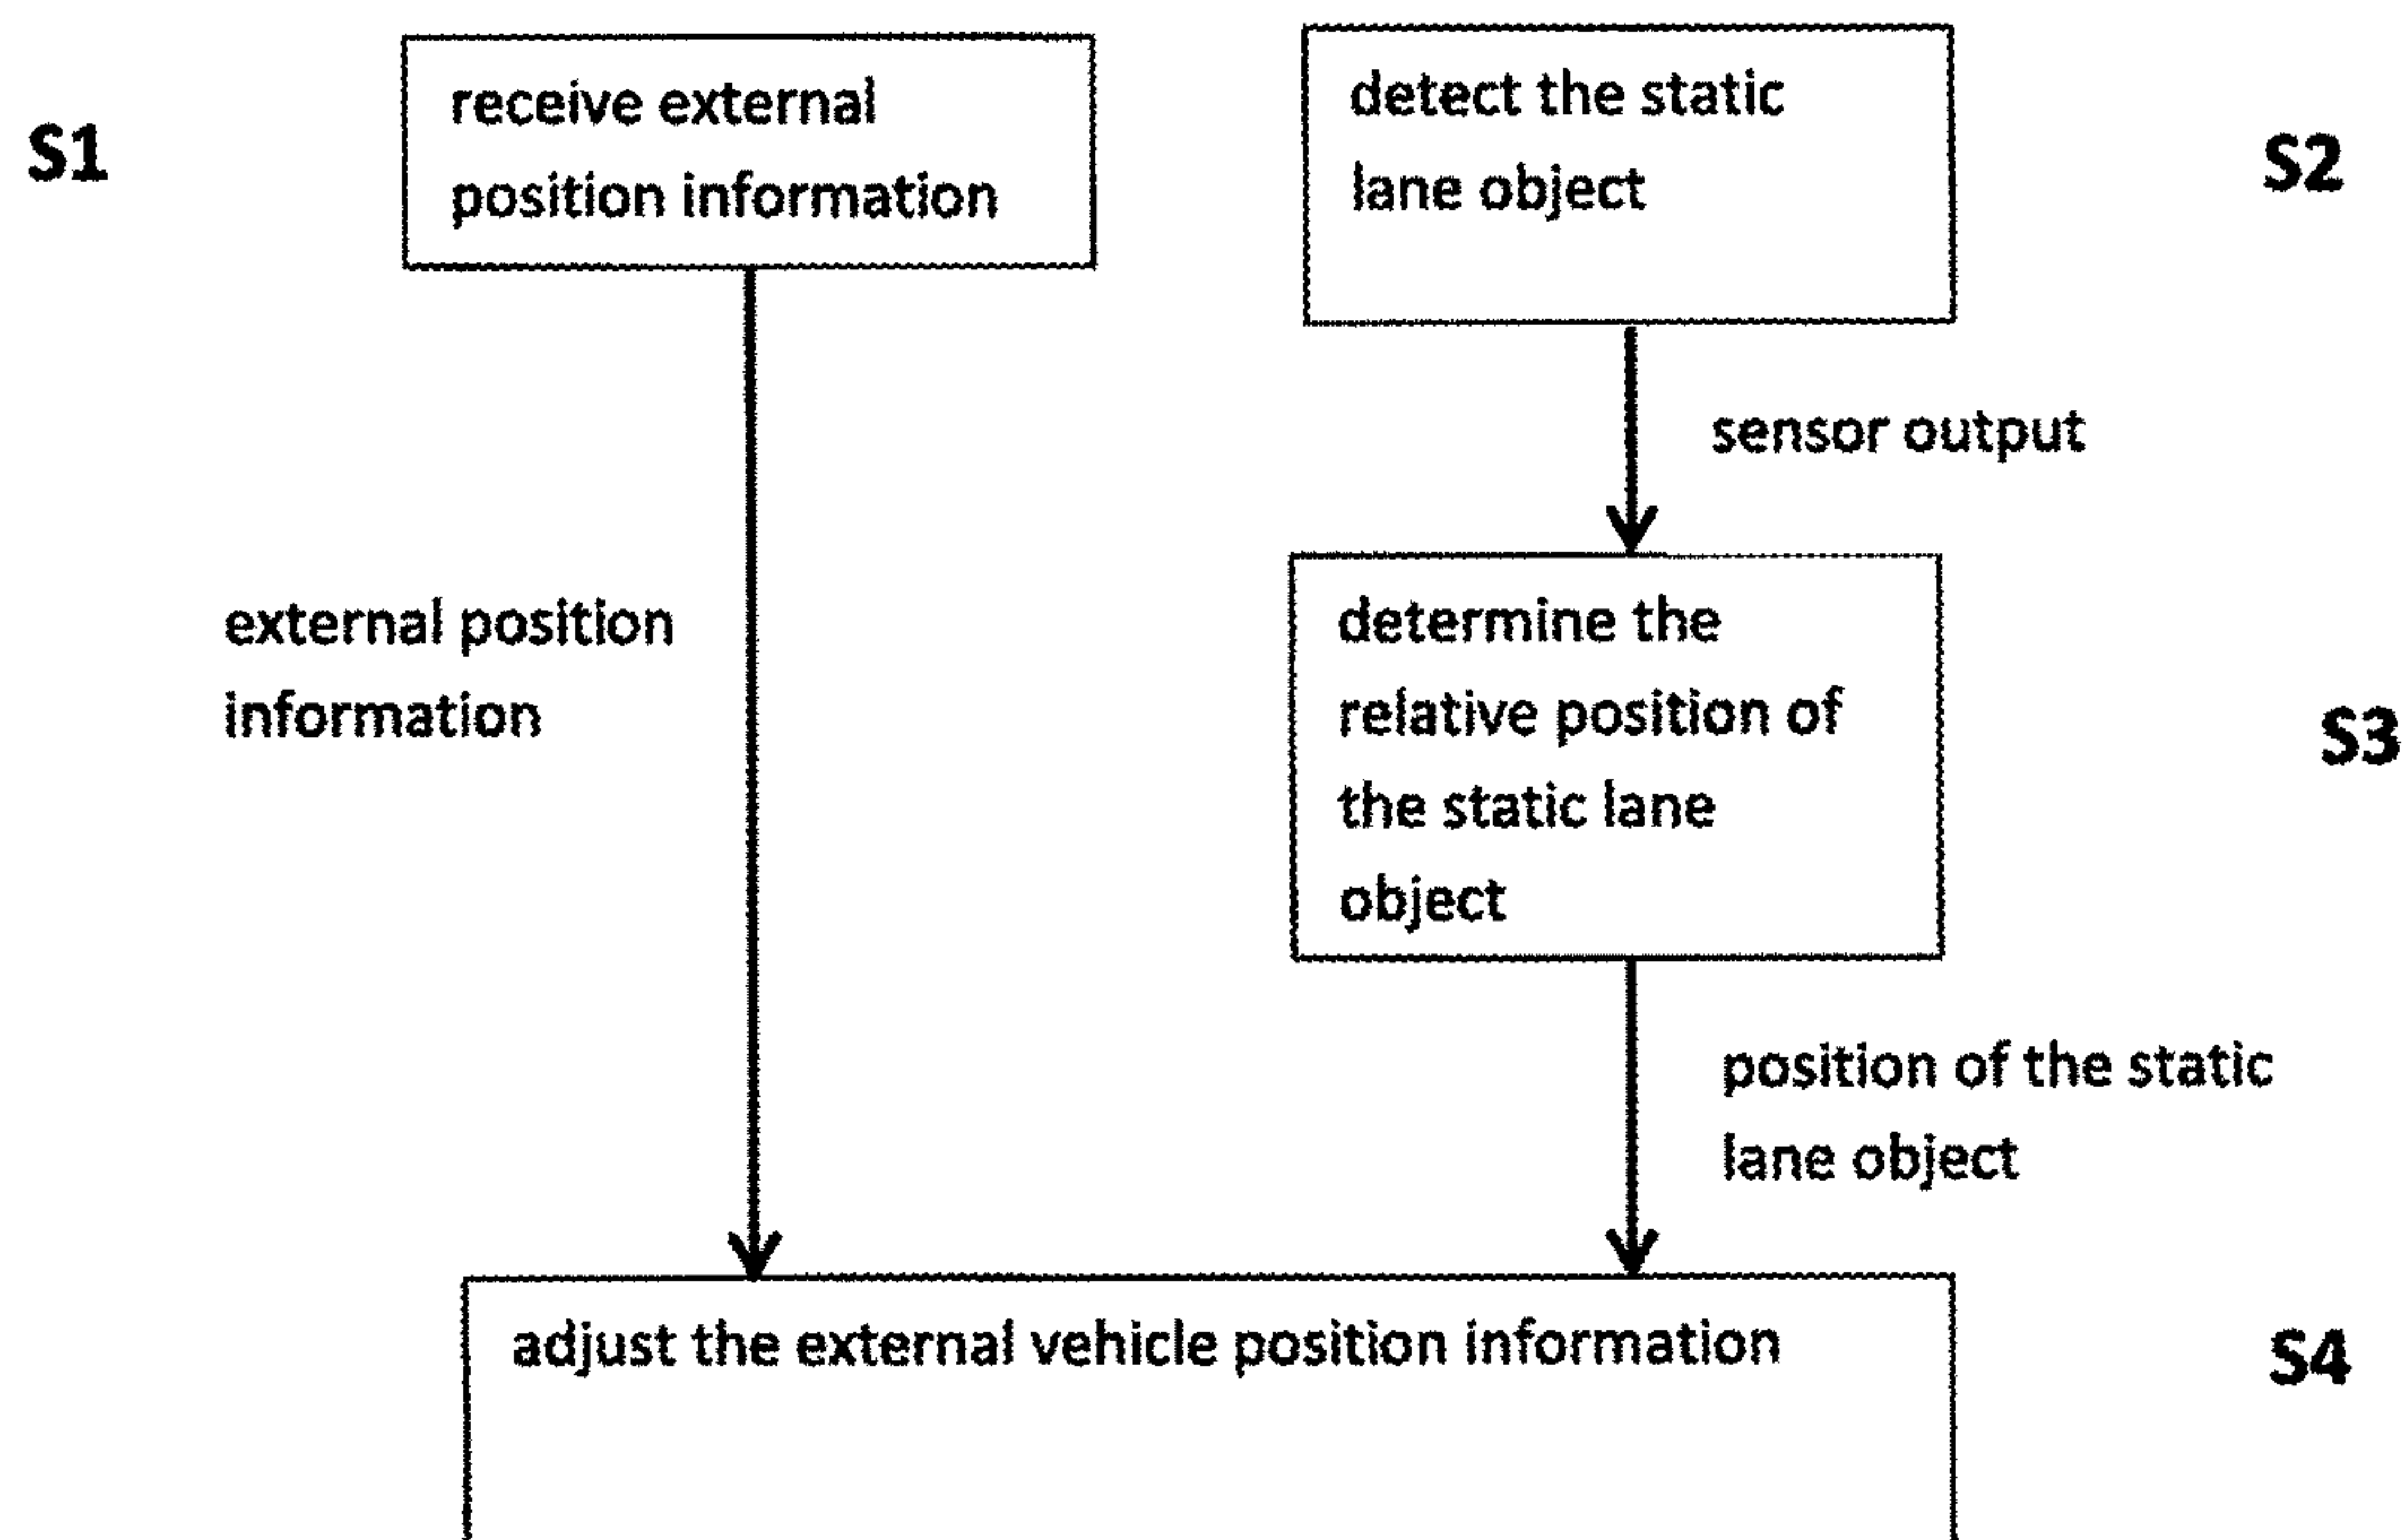 S1
receive external
position information
detect the static
lane object
S2
sensor output
external position
information
determine the
relative position of
the static lane
object
S3
position of the static
lane object
adjust the external vehicle position information
S4